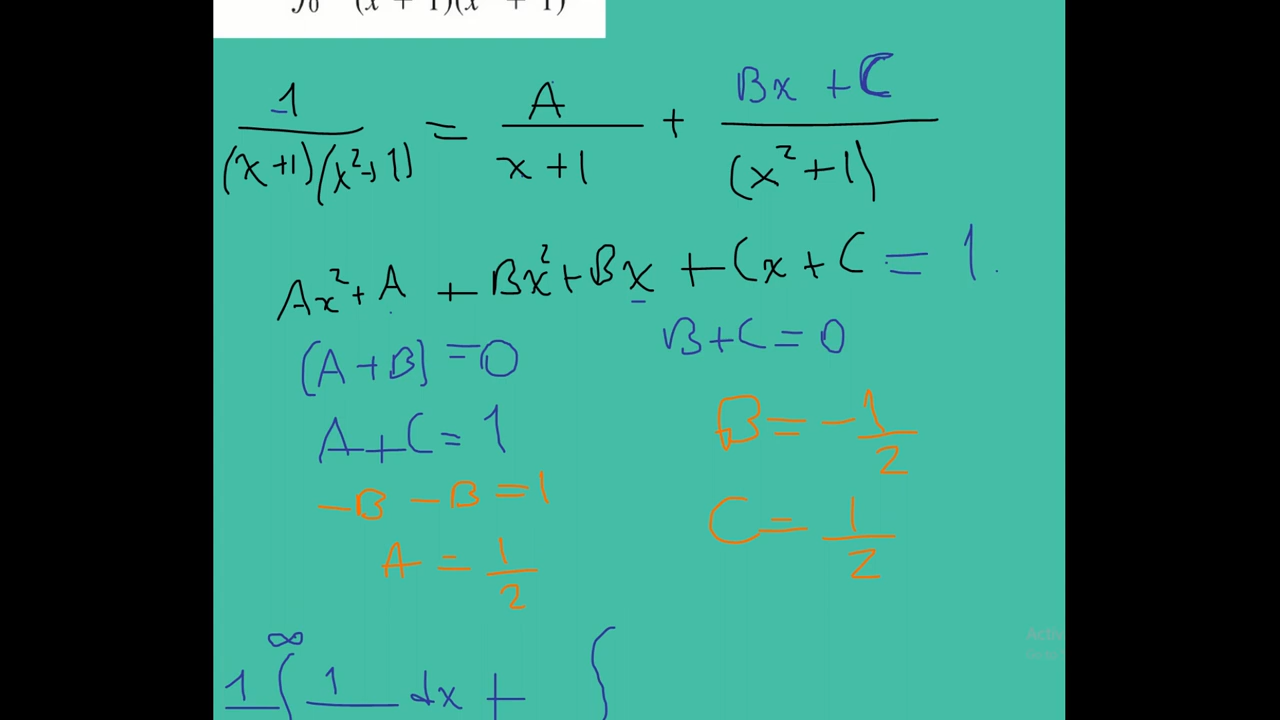 1/((x+1)(x²+1)) = A/(x+1) + (Bx + C)/(x²+1)
Ax² + A + Bx² + Bx + Cx + C = 1
(A+B) = 0
B+C = 0
A+C = 1
B = -1/2
-B -B = 1
C = 1/2
A = 1/2
∞
1 ∫ 1 dx + ∫